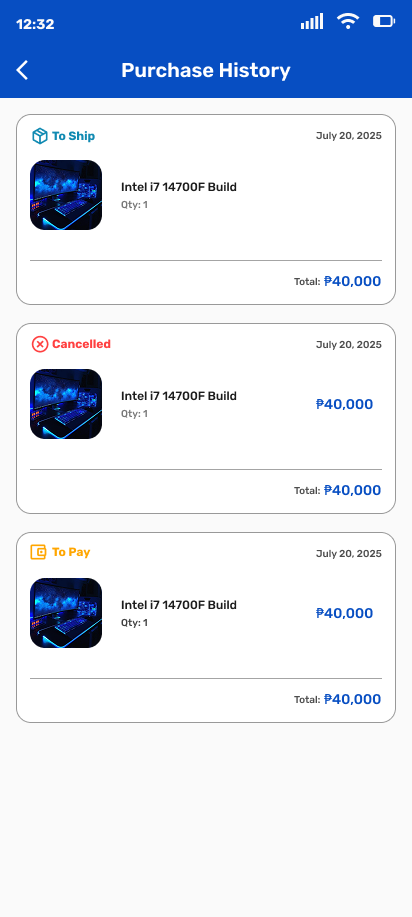 12:32
Purchase History
To Ship
July 20, 2025
Intel i7 14700F Build
Qty: 1
Total: ₱40,000
Cancelled
July 20, 2025
Intel i7 14700F Build
₱40,000
Qty: 1
Total: ₱40,000
To Pay
July 20, 2025
Intel i7 14700F Build
₱40,000
Qty: 1
Total: ₱40,000